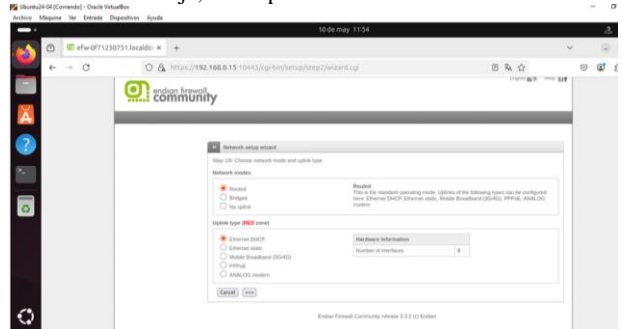 Ubuntu24-04 [Corriendo] - Oracle VirtualBox
Archivo Máquina Ver Entrada Dispositivos Ayuda
10 de may 11:54
efw-0f71250751.localdo
https://192.168.0.15:10443/cgi-bin/setup/step2/wizard.cgi
endian firewall
community
Network setup wizard
Step 1/8: Choose network mode and uplink type
Network modes
Routed
Bridged
No uplink
Routed
This is the standard operating mode. Uplinks of the following types can be configured
here: Ethernet DHCP, Ethernet static, Mobile Broadband (3G/4G), PPPoE, ANALOG
modem
Uplink type (RED zone)
Ethernet DHCP
Ethernet static
Mobile Broadband (3G/4G)
PPPoE
ANALOG modem
Hardware information
Number of interfaces 3
Cancel >>>
Endian Firewall Community release 3.3.2 (c) Endian